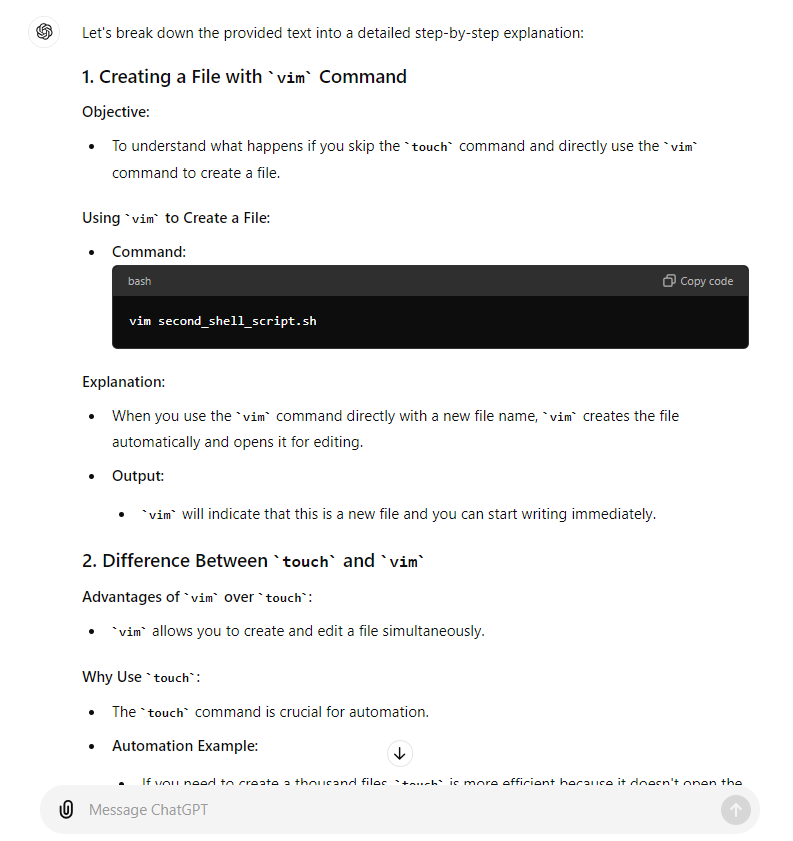 Let's break down the provided text into a detailed step-by-step explanation:
1. Creating a File with `vim` Command
Objective:
• To understand what happens if you skip the `touch` command and directly use the `vim`
command to create a file.
Using `vim` to Create a File:
• Command:
bash Copy code
vim second_shell_script.sh
Explanation:
• When you use the `vim` command directly with a new file name, `vim` creates the file
automatically and opens it for editing.
• Output:
• `vim` will indicate that this is a new file and you can start writing immediately.
2. Difference Between `touch` and `vim`
Advantages of `vim` over `touch`:
• `vim` allows you to create and edit a file simultaneously.
Why Use `touch`:
• The `touch` command is crucial for automation.
• Automation Example:
• If you need to create a thousand files, `touch` is more efficient because it doesn't open the
Message ChatGPT